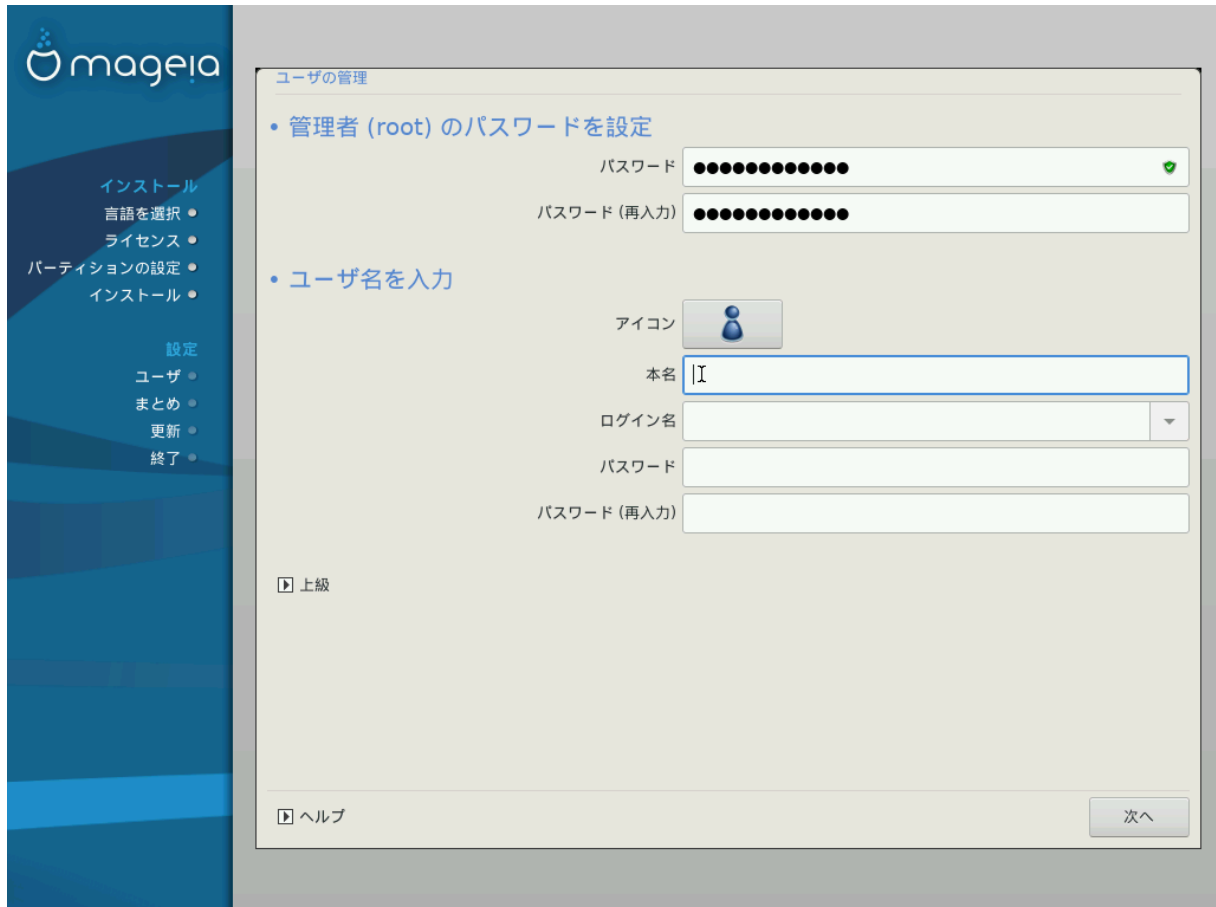 mageia
インストール
言語を選択
ライセンス
パーティションの設定
インストール
設定
ユーザ
まとめ
更新
終了
ユーザの管理
• 管理者 (root) のパスワードを設定
パスワード ●●●●●●●●●●●●
パスワード (再入力) ●●●●●●●●●●●●
• ユーザ名を入力
アイコン
本名
ログイン名
パスワード
パスワード (再入力)
上級
ヘルプ
次へ